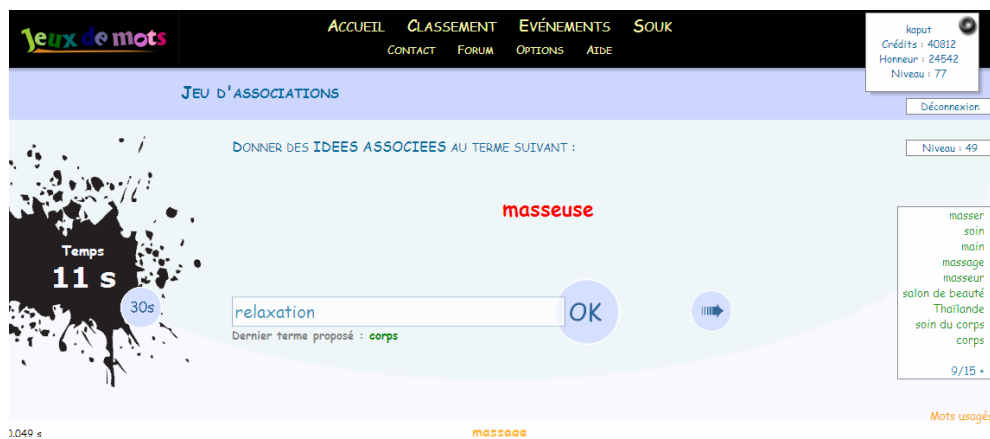 Jeux de mots
ACCUEIL CLASSEMENT EVÉNEMENTS SOUK
CONTACT FORUM OPTIONS AIDE
kaput
Crédits : 40812
Honneur : 24542
Niveau : 77
JEU D'ASSOCIATIONS
Déconnexion
DONNER DES IDEES ASSOCIEES AU TERME SUIVANT :
Niveau : 49
masseuse
Temps
11 s
30s
relaxation
OK
Dernier terme proposé : corps
masser
soin
main
massage
masseur
salon de beauté
Thaïlande
soin du corps
corps
9/15 +
Mots usagés
0.049 s
massage